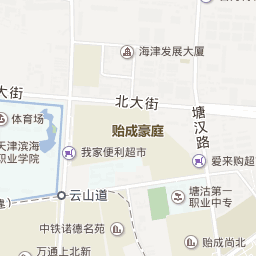 海津发展大厦
大街
北大街
体育场
塘汉路
贻成豪庭
天津滨海
职业学院
我家便利超市
爱来购超
云山道
塘沽第一
职业中专
中铁诺德名苑
贻成尚北
万通上北新